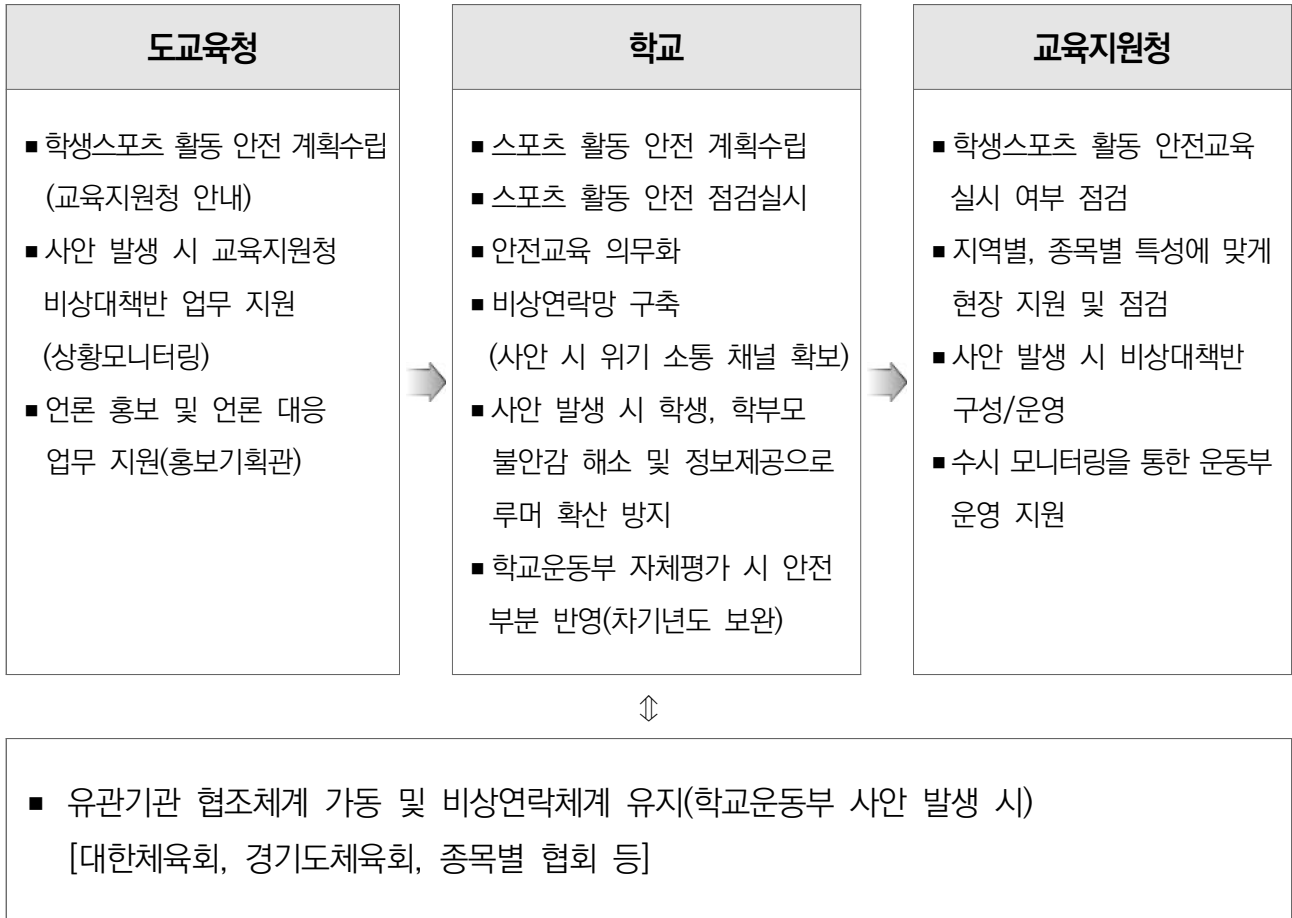 도교육청
■ 학생스포츠 활동 안전 계획수립
(교육지원청 안내)
■ 사안 발생 시 교육지원청
비상대책반 업무 지원
(상황모니터링)
■ 언론 홍보 및 언론 대응
업무 지원(홍보기획관)
학교
■ 스포츠 활동 안전 계획수립
■ 스포츠 활동 안전 점검실시
■ 안전교육 의무화
■ 비상연락망 구축
(사안 시 위기 소통 채널 확보)
■ 사안 발생 시 학생, 학부모
불안감 해소 및 정보제공으로
루머 확산 방지
■ 학교운동부 자체평가 시 안전
부분 반영(차기년도 보완)
교육지원청
■ 학생스포츠 활동 안전교육
실시 여부 점검
■ 지역별, 종목별 특성에 맞게
현장 지원 및 점검
■ 사안 발생 시 비상대책반
구성/운영
■ 수시 모니터링을 통한 운동부
운영 지원
⇕
■ 유관기관 협조체계 가동 및 비상연락체계 유지(학교운동부 사안 발생 시)
[대한체육회, 경기도체육회, 종목별 협회 등]